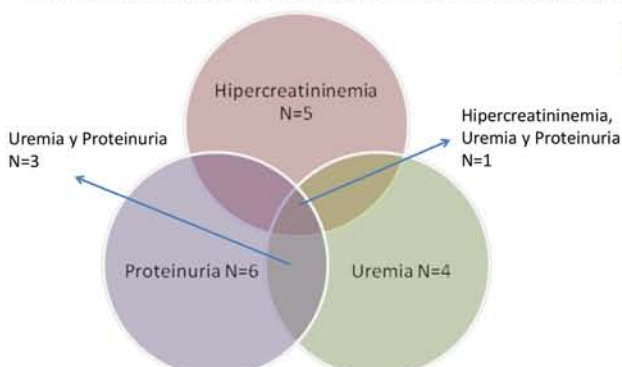 Hipercreatininemia
N=5
Hipercreatininemia,
Uremia y Proteinuria
N=1
Uremia y Proteinuria
N=3
Proteinuria N=6
Uremia N=4